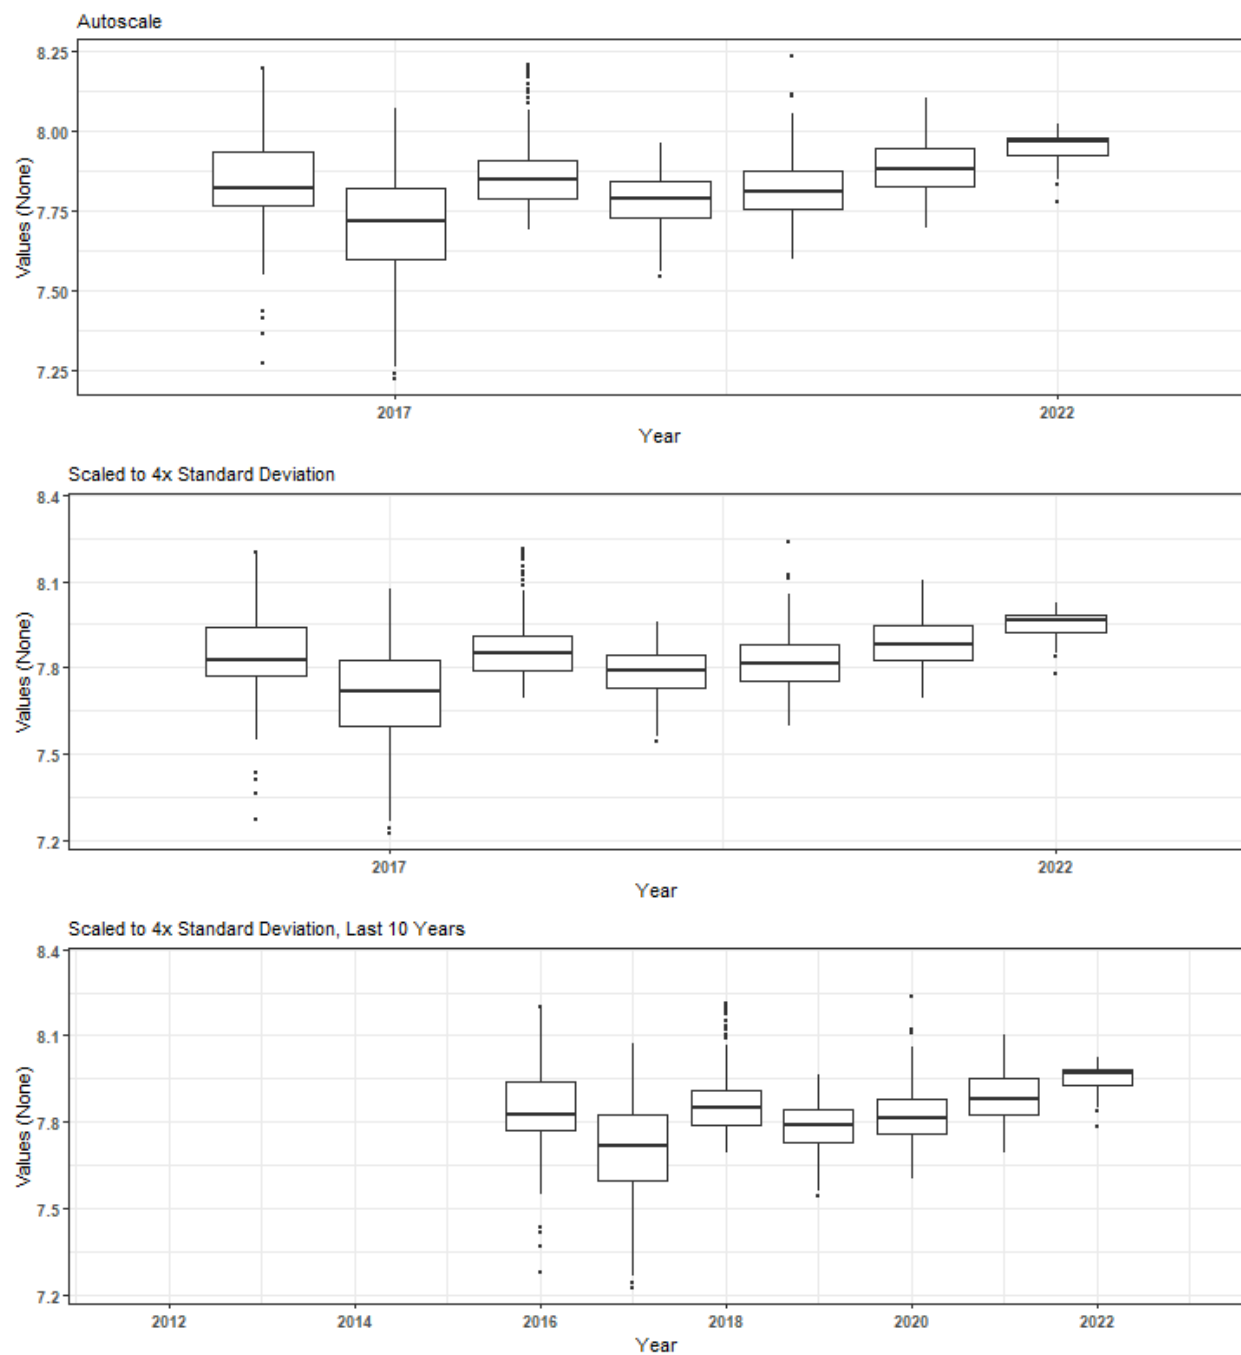 Autoscale
8.25
8.00
7.75
7.50
7.25
Values (None)
2017 2022
Year
Scaled to 4x Standard Deviation
8.4
8.1
7.8
7.5
7.2
Values (None)
2017 2022
Year
Scaled to 4x Standard Deviation, Last 10 Years
8.4
8.1
7.8
7.5
7.2
Values (None)
2012 2014 2016 2018 2020 2022
Year